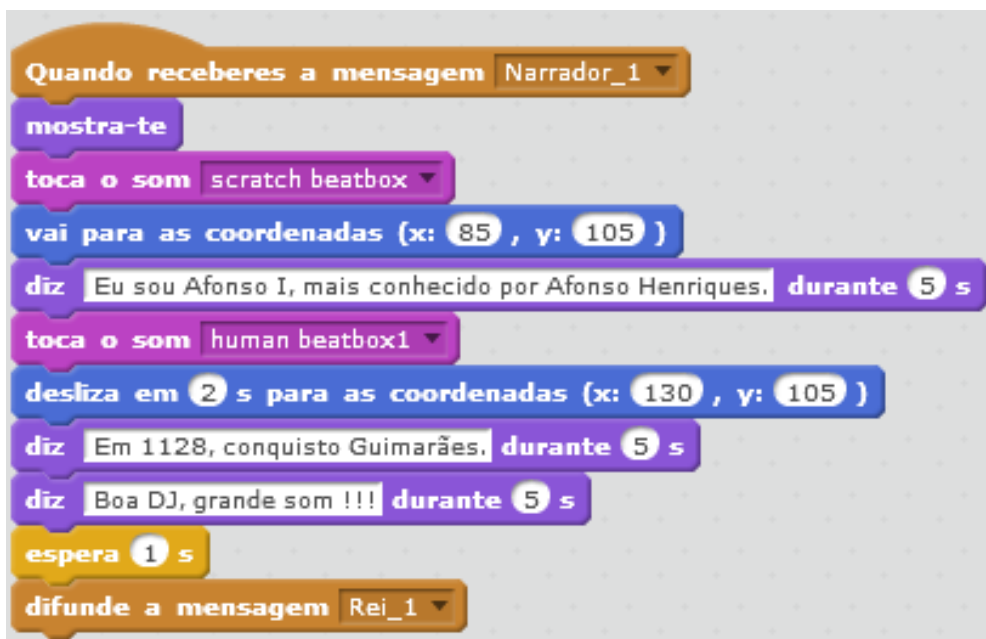 Quando receberes a mensagem Narrador_1
mostra-te
toca o som scratch beatbox
vai para as coordenadas (x: 85 , y: 105 )
diz Eu sou Afonso I, mais conhecido por Afonso Henriques. durante 5 s
toca o som human beatbox1
desliza em 2 s para as coordenadas (x: 130 , y: 105 )
diz Em 1128, conquisto Guimarães. durante 5 s
diz Boa DJ, grande som !!! durante 5 s
espera 1 s
difunde a mensagem Rei_1